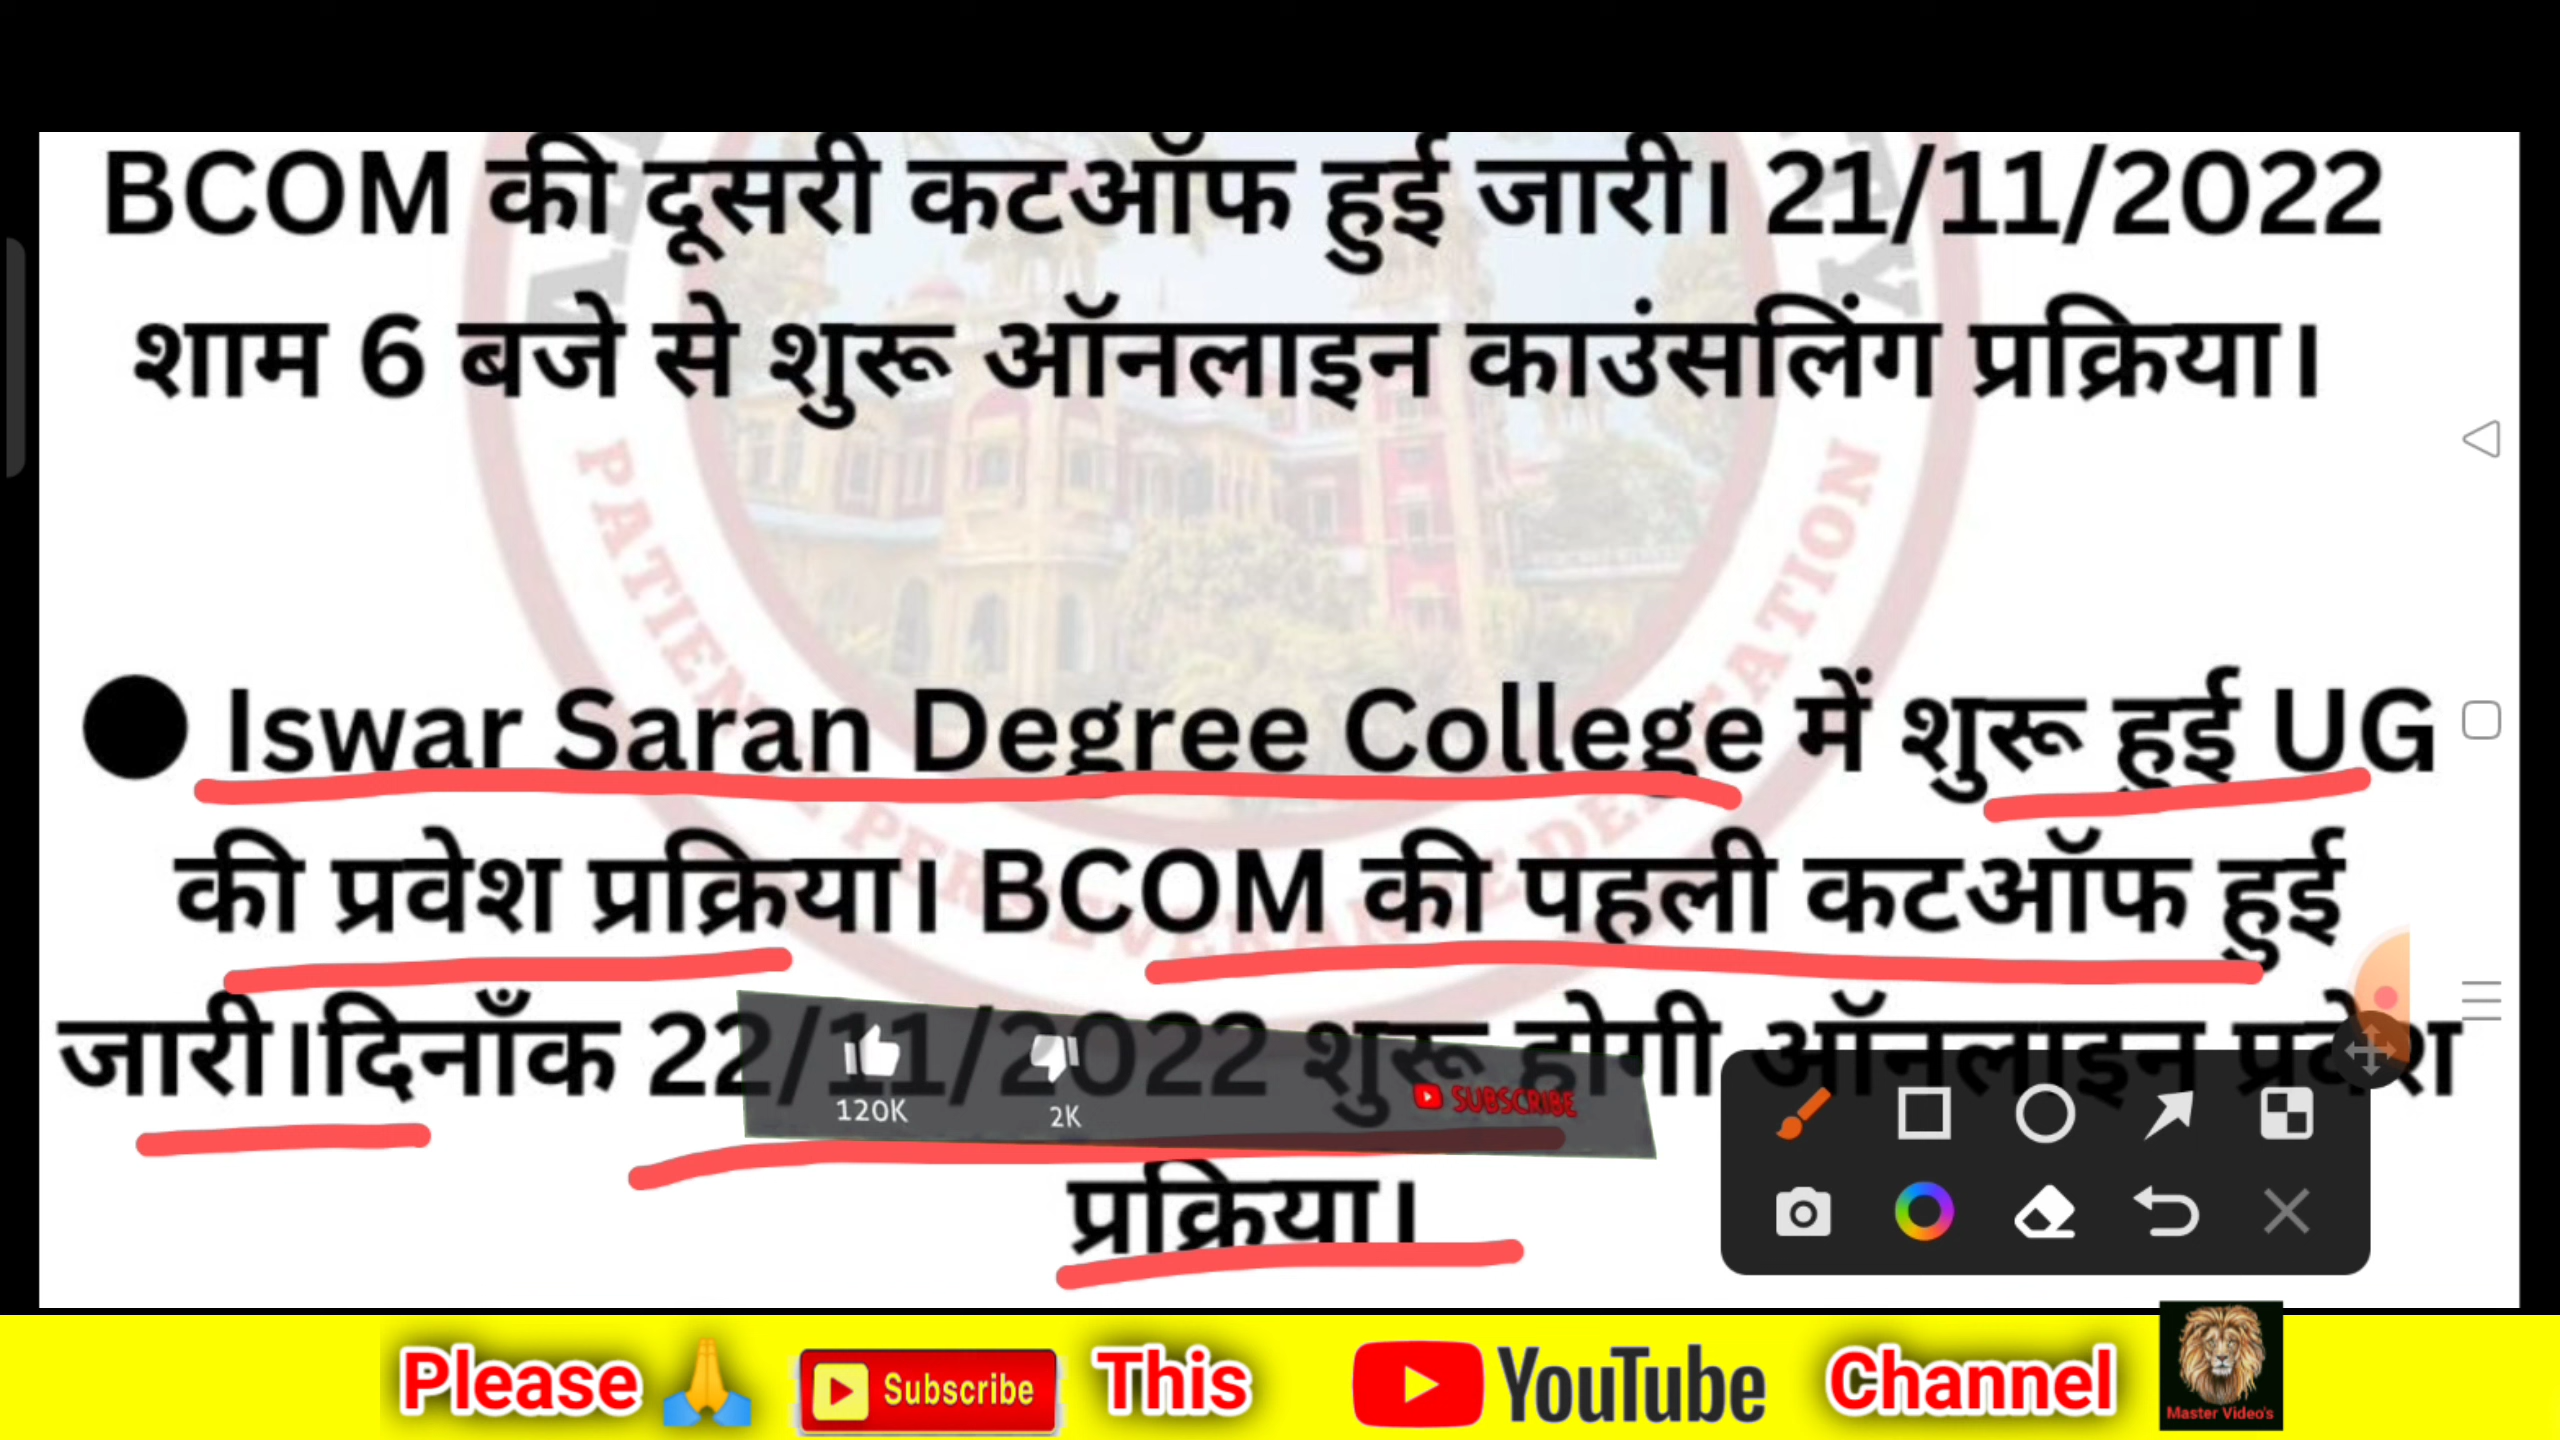 BCOM की दूसरी कटऑफ हुई जारी। 21/11/2022
शाम 6 बजे से शुरू ऑनलाइन काउंसलिंग प्रक्रिया।
● Iswar Saran Degree College में शुरू हुई UG
की प्रवेश प्रक्रिया। BCOM की पहली कटऑफ हुई
जारी।दिनाँक 22/11/2022 शुरू होगी ऑनलाइन प्रवेश
प्रक्रिया।
120K 2K SUBSCRIBE
Please 🙏 Subscribe This YouTube Channel
Master Video's